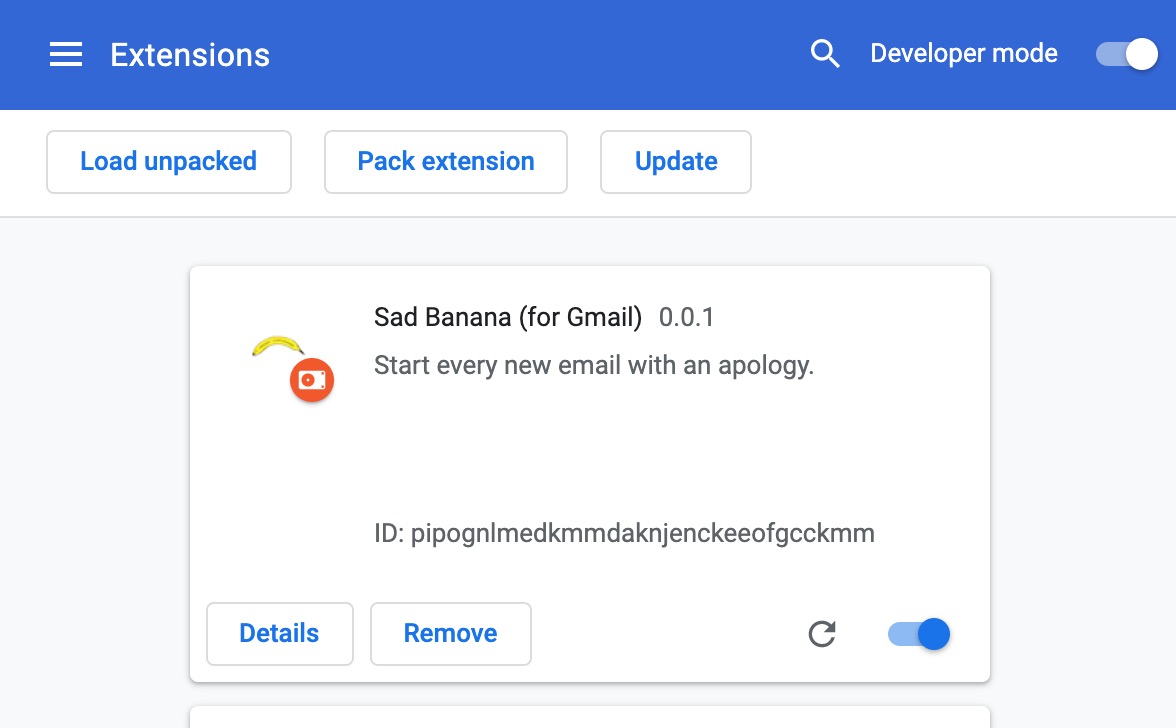 Extensions
Developer mode
Load unpacked
Pack extension
Update
Sad Banana (for Gmail) 0.0.1
Start every new email with an apology.
ID: pipognlmedkmmdaknjenckeeofgcckmm
Details
Remove